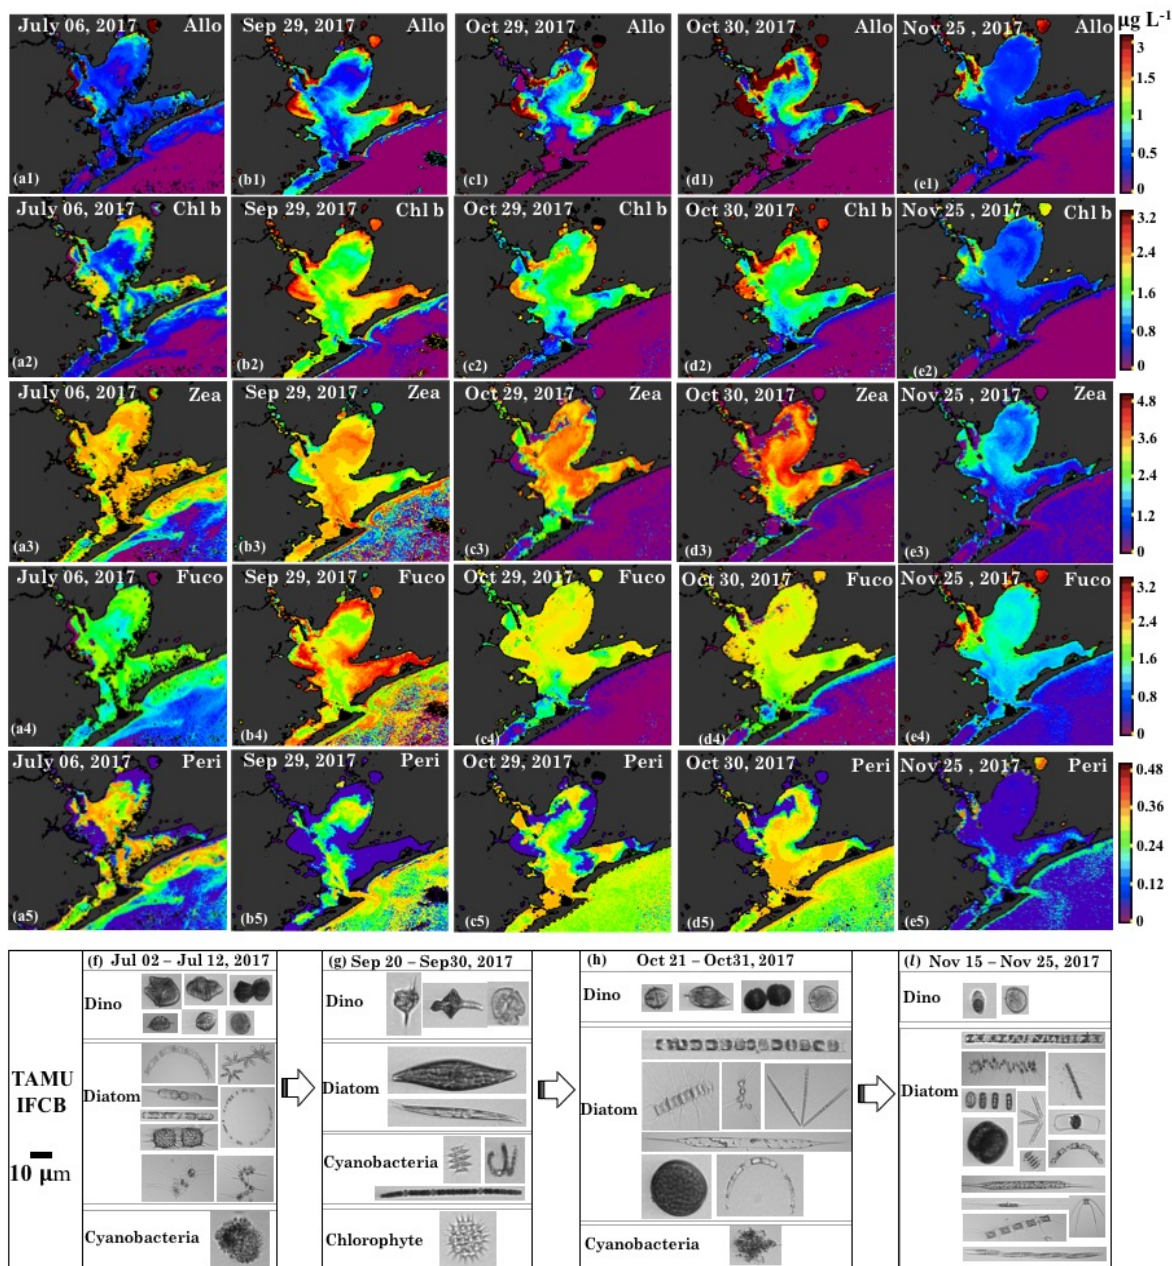 July 06, 2017 Allo
Sep 29, 2017 Allo
Oct 29, 2017 Allo
Oct 30, 2017 Allo
Nov 25 , 2017 Allo
µg L-1
(a1) (b1) (c1) (d1) (e1)
3
1.5
1
0.5
0
July 06, 2017 Chl b
Sep 29, 2017 Chl b
Oct 29, 2017 Chl b
Oct 30, 2017 Chl b
Nov 25 , 2017 Chl b
(a2) (b2) (c2) (d2) (e2)
3.2
2.4
1.6
0.8
0
July 06, 2017 Zea
Sep 29, 2017 Zea
Oct 29, 2017 Zea
Oct 30, 2017 Zea
Nov 25 , 2017 Zea
(a3) (b3) (c3) (d3) (e3)
4.8
3.6
2.4
1.2
0
July 06, 2017 Fuco
Sep 29, 2017 Fuco
Oct 29, 2017 Fuco
Oct 30, 2017 Fuco
Nov 25 , 2017 Fuco
(a4) (b4) (c4) (d4) (e4)
3.2
2.4
1.6
0.8
0
July 06, 2017 Peri
Sep 29, 2017 Peri
Oct 29, 2017 Peri
Oct 30, 2017 Peri
Nov 25 , 2017 Peri
(a5) (b5) (c5) (d5) (e5)
0.48
0.36
0.24
0.12
0
TAMU
IFCB
10 µm
(f) Jul 02 – Jul 12, 2017
Dino
Diatom
Cyanobacteria
(g) Sep 20 – Sep30, 2017
Dino
Diatom
Cyanobacteria
Chlorophyte
(h) Oct 21 – Oct31, 2017
Dino
Diatom
Cyanobacteria
(l) Nov 15 – Nov 25, 2017
Dino
Diatom